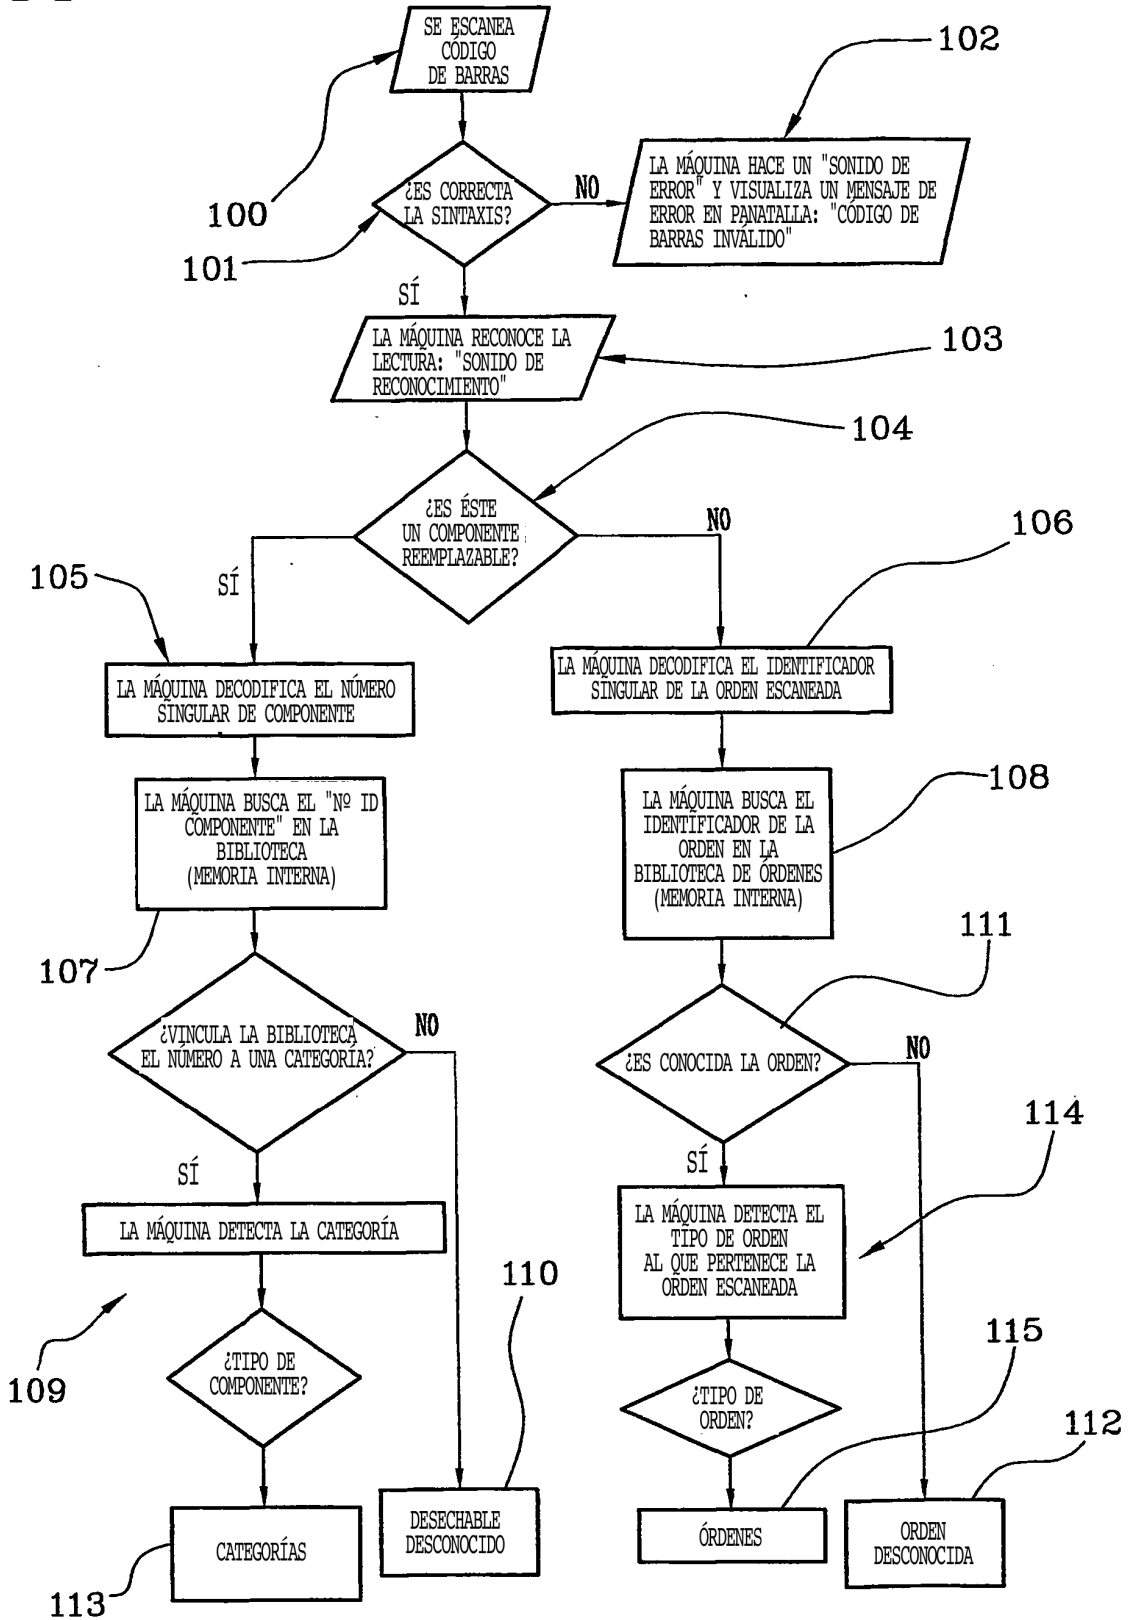 SE ESCANEA
CÓDIGO
DE BARRAS
100
102
¿ES CORRECTA
LA SINTAXIS?
101
NO
LA MÁQUINA HACE UN "SONIDO DE
ERROR" Y VISUALIZA UN MENSAJE DE
ERROR EN PANATALLA: "CÓDIGO DE
BARRAS INVÁLIDO"
SÍ
LA MÁQUINA RECONOCE LA
LECTURA: "SONIDO DE
RECONOCIMIENTO"
103
104
¿ES ÉSTE
UN COMPONENTE
REEMPLAZABLE?
SÍ
NO
105
106
LA MÁQUINA DECODIFICA EL NÚMERO
SINGULAR DE COMPONENTE
LA MÁQUINA DECODIFICA EL IDENTIFICADOR
SINGULAR DE LA ORDEN ESCANEADA
LA MÁQUINA BUSCA EL "Nº ID
COMPONENTE" EN LA
BIBLIOTECA
(MEMORIA INTERNA)
107
LA MÁQUINA BUSCA EL
IDENTIFICADOR DE LA
ORDEN EN LA
BIBLIOTECA DE ÓRDENES
(MEMORIA INTERNA)
108
111
¿VINCULA LA BIBLIOTECA
EL NÚMERO A UNA CATEGORÍA?
NO
¿ES CONOCIDA LA ORDEN?
NO
SÍ
SÍ
114
LA MÁQUINA DETECTA LA CATEGORÍA
LA MÁQUINA DETECTA EL
TIPO DE ORDEN
AL QUE PERTENECE LA
ORDEN ESCANEADA
109
110
¿TIPO DE
COMPONENTE?
115
¿TIPO DE
ORDEN?
112
CATEGORÍAS
113
DESECHABLE
DESCONOCIDO
ÓRDENES
ORDEN
DESCONOCIDA